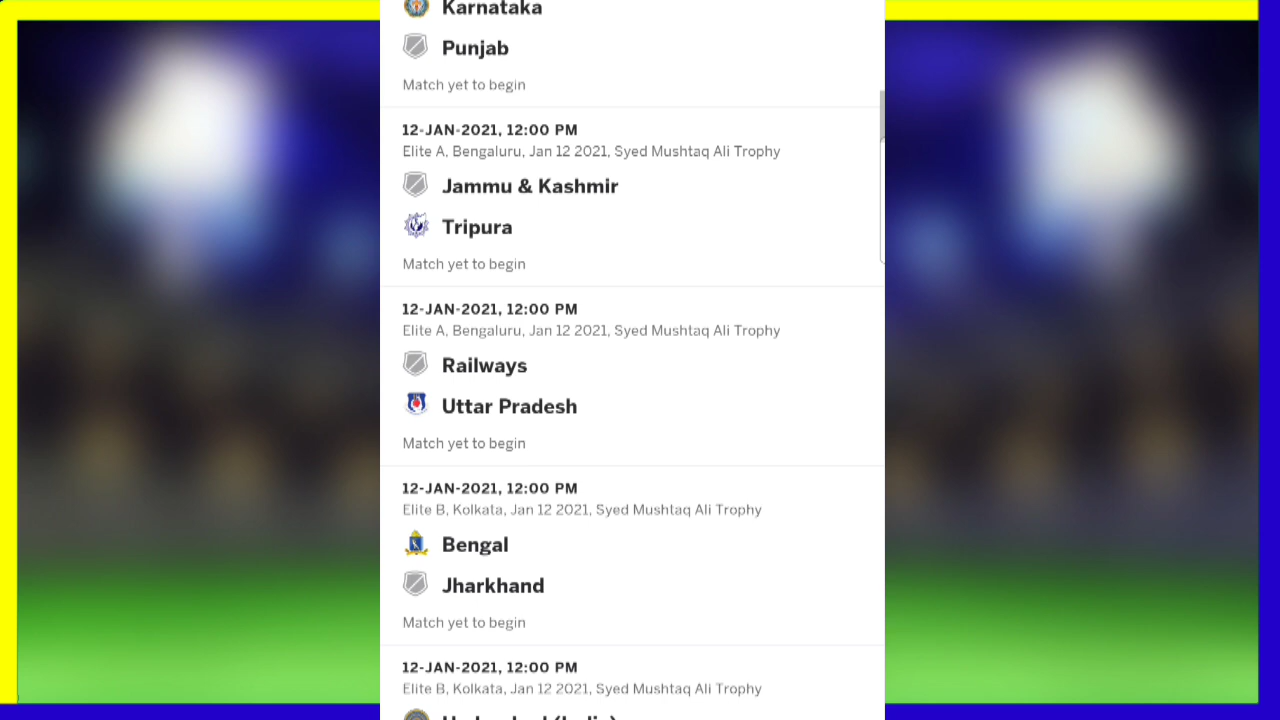 Karnataka
Punjab
Match yet to begin
12-JAN-2021, 12:00 PM
Elite A, Bengaluru, Jan 12 2021, Syed Mushtaq Ali Trophy
Jammu & Kashmir
Tripura
Match yet to begin
12-JAN-2021, 12:00 PM
Elite A, Bengaluru, Jan 12 2021, Syed Mushtaq Ali Trophy
Railways
Uttar Pradesh
Match yet to begin
12-JAN-2021, 12:00 PM
Elite B, Kolkata, Jan 12 2021, Syed Mushtaq Ali Trophy
Bengal
Jharkhand
Match yet to begin
12-JAN-2021, 12:00 PM
Elite B, Kolkata, Jan 12 2021, Syed Mushtaq Ali Trophy